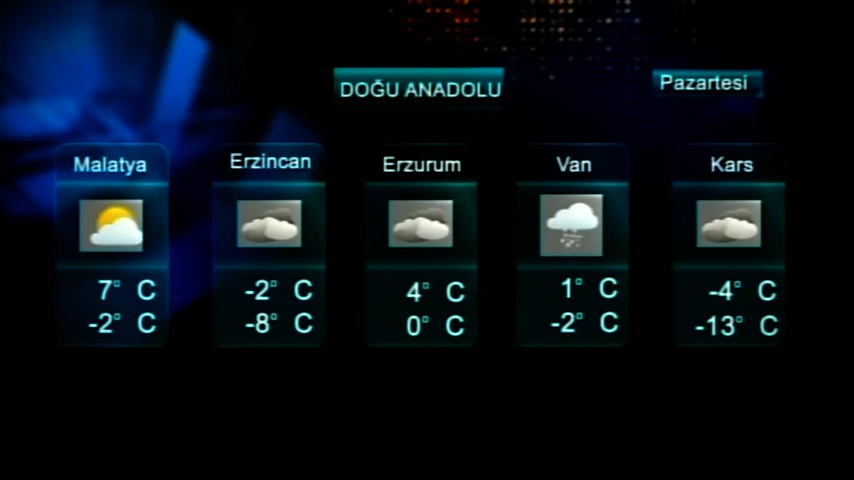 DOĞU ANADOLU
Pazartesi
Malatya
7° C
-2° C
Erzincan
-2° C
-8° C
Erzurum
4° C
0° C
Van
1° C
-2° C
Kars
-4° C
-13° C